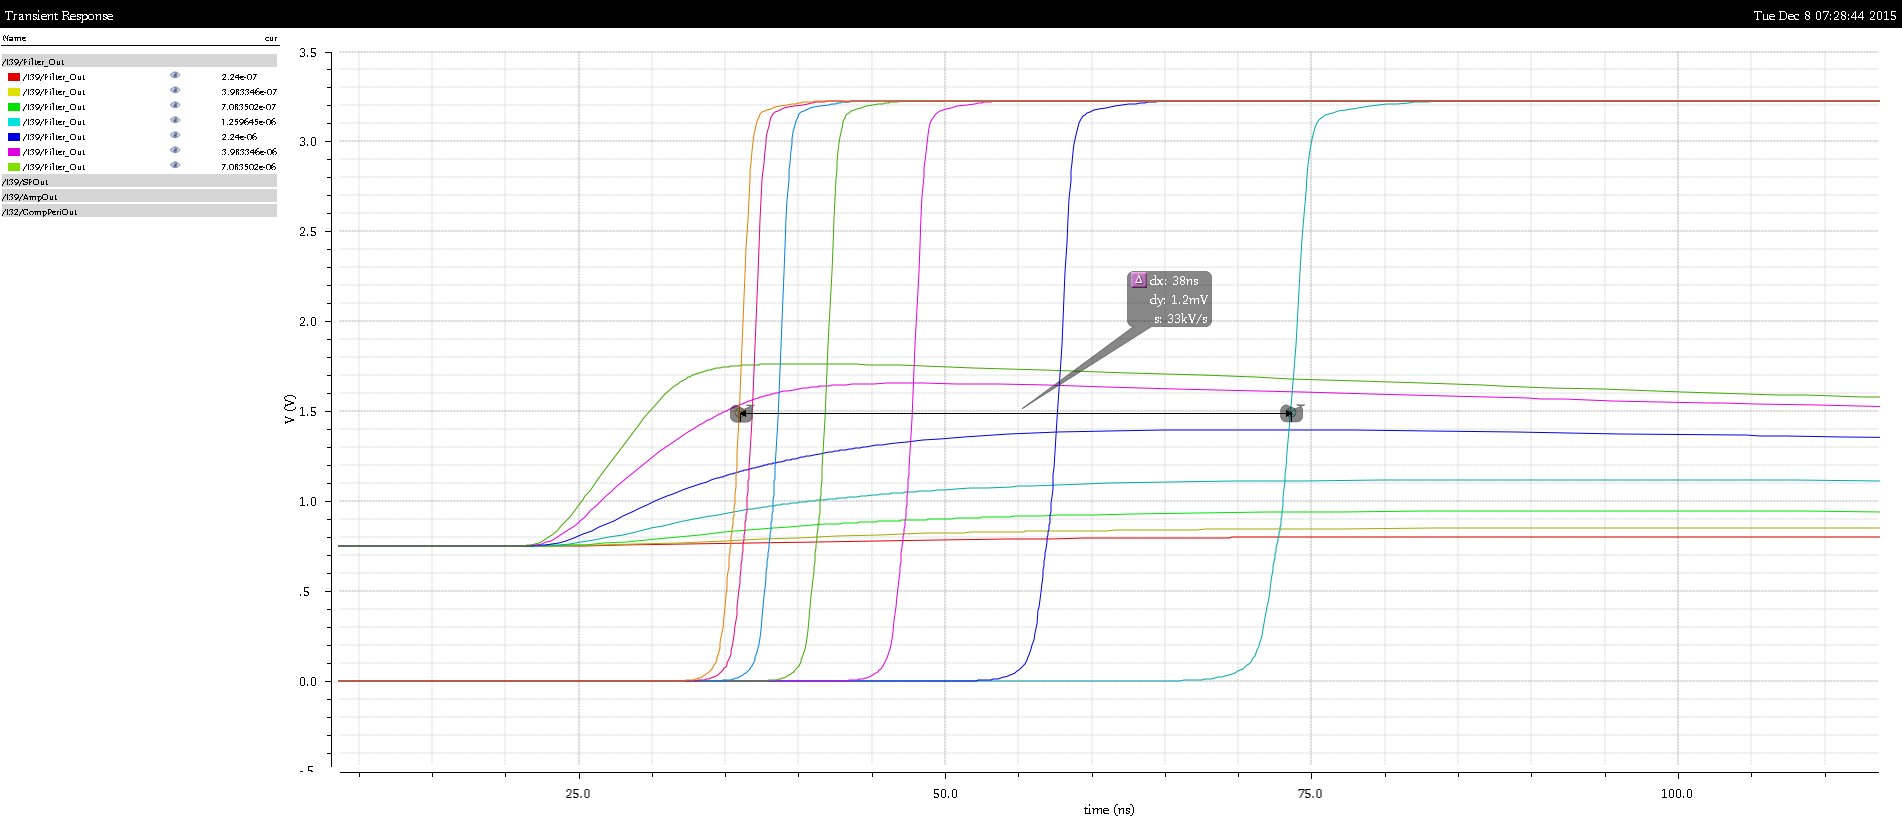 Transient Response
Tue Dec 8 07:28:44 2015
Name cur
/I39/Filter_Out
/I39/Filter_Out 2.24e-07
/I39/Filter_Out 3.983346e-07
/I39/Filter_Out 7.083502e-07
/I39/Filter_Out 1.259645e-06
/I39/Filter_Out 2.24e-06
/I39/Filter_Out 3.983346e-06
/I39/Filter_Out 7.083502e-06
/I39/SFOut
/I39/AmpOut
/I32/CompPeriOut
3.5
3.0
2.5
2.0
1.5
1.0
.5
0.0
-.5
V (V)
Δ dx: 38ns
dy: 1.2mV
s: 33kV/s
25.0 50.0 75.0 100.0
time (ns)